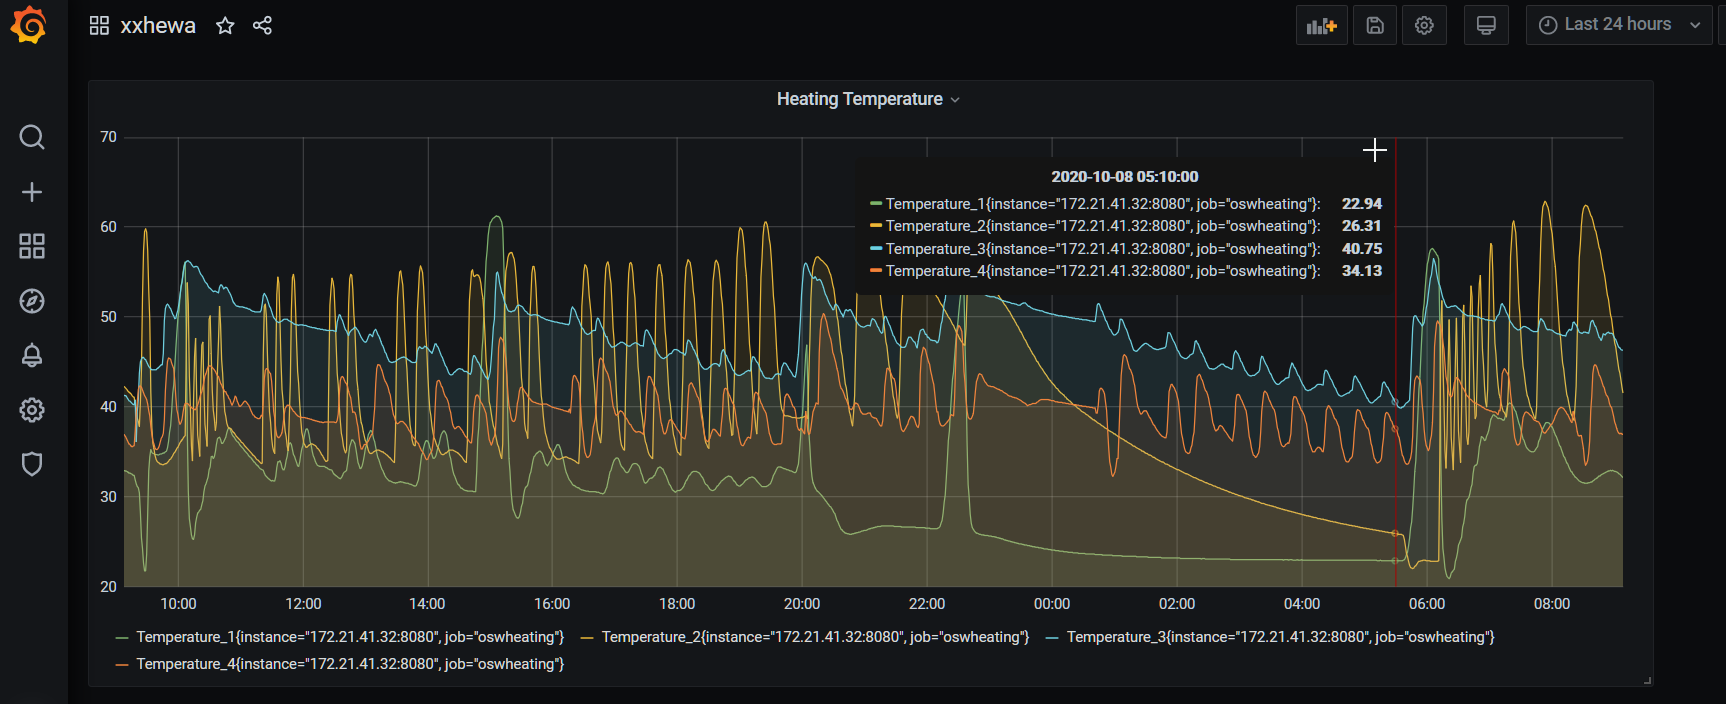 xxhewa
Last 24 hours
Heating Temperature
70
60
50
40
30
20
2020-10-08 05:10:00
Temperature_1{instance="172.21.41.32:8080", job="oswheating"}: 22.94
Temperature_2{instance="172.21.41.32:8080", job="oswheating"}: 26.31
Temperature_3{instance="172.21.41.32:8080", job="oswheating"}: 40.75
Temperature_4{instance="172.21.41.32:8080", job="oswheating"}: 34.13
10:00 12:00 14:00 16:00 18:00 20:00 22:00 00:00 02:00 04:00 06:00 08:00
Temperature_1{instance="172.21.41.32:8080", job="oswheating"} Temperature_2{instance="172.21.41.32:8080", job="oswheating"} Temperature_3{instance="172.21.41.32:8080", job="oswheating"}
Temperature_4{instance="172.21.41.32:8080", job="oswheating"}